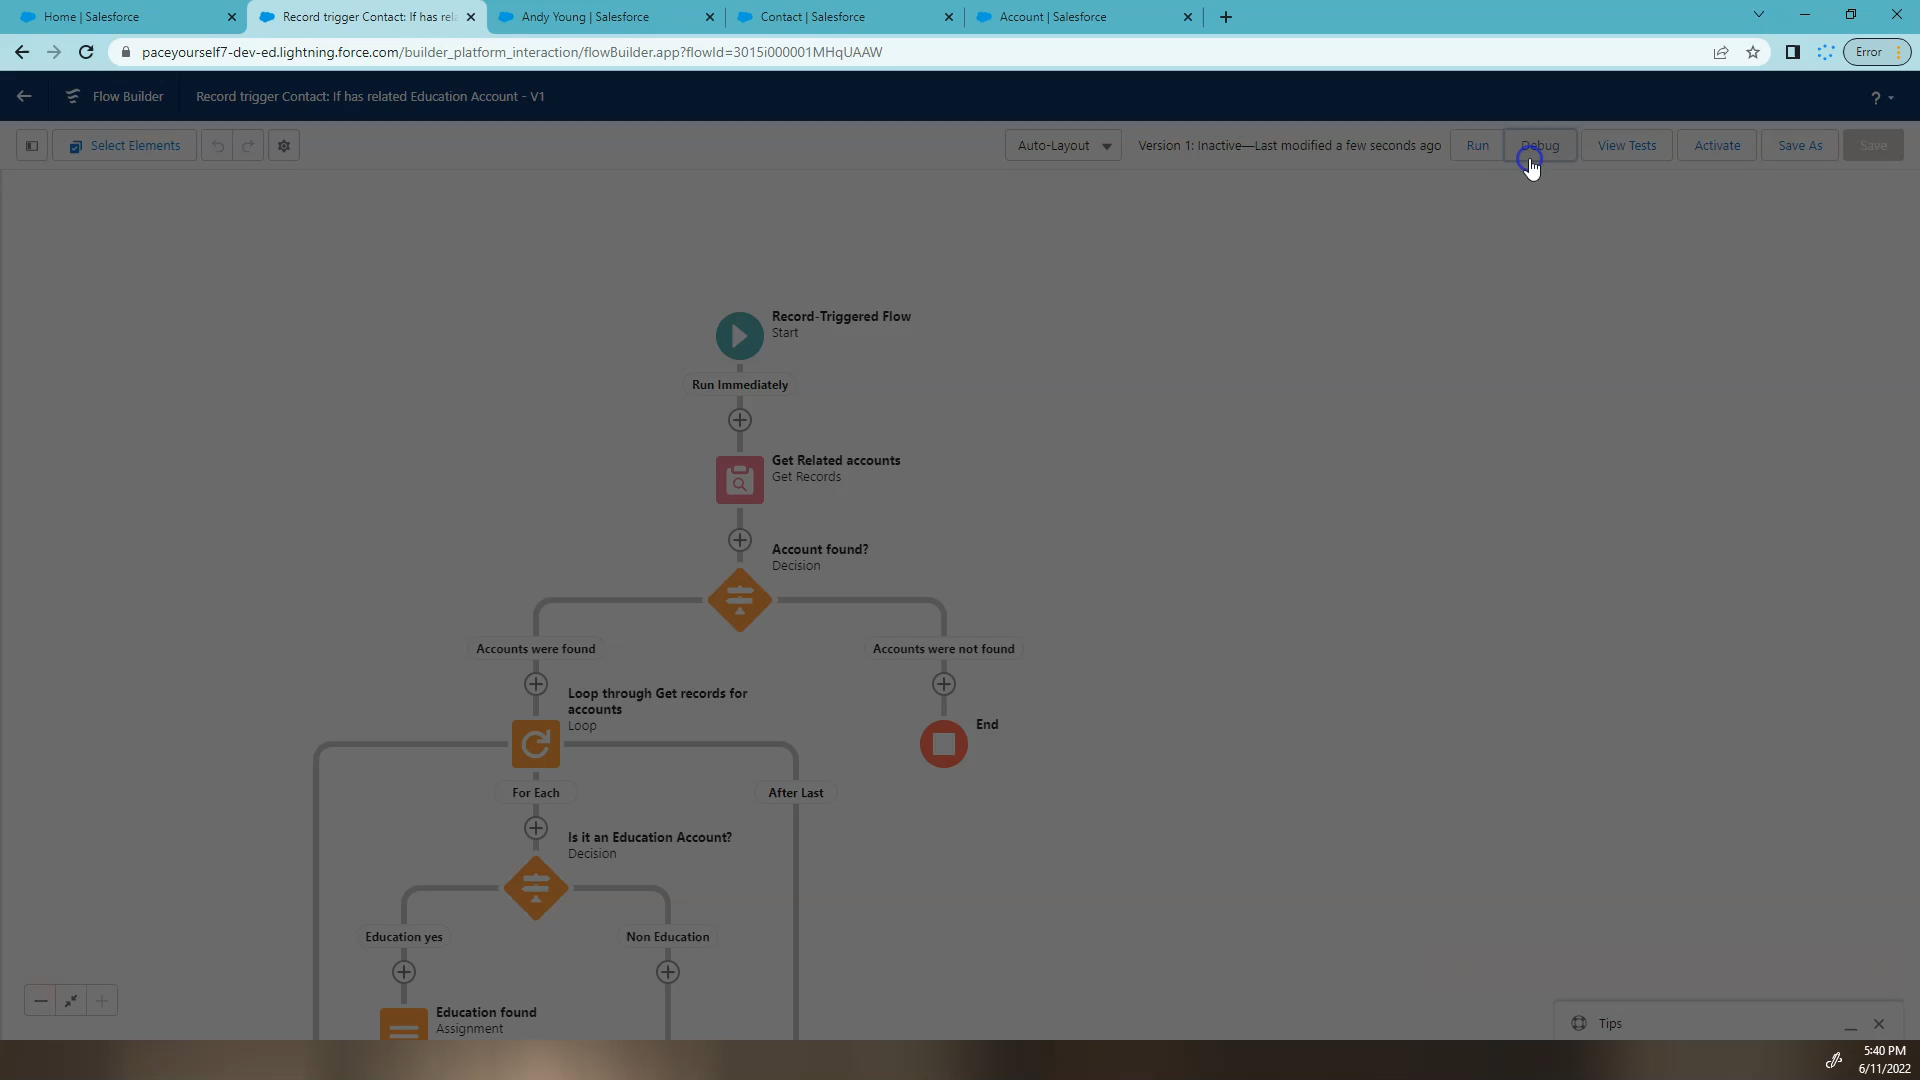 Home | Salesforce
Record trigger Contact: If has rela
Andy Young | Salesforce
Contact | Salesforce
Account | Salesforce
paceyourself7-dev-ed.lightning.force.com/builder_platform_interaction/flowBuilder.app?flowId=3015i000001MHqUAAW
Error
Flow Builder
Record trigger Contact: If has related Education Account - V1
?
Select Elements
Auto-Layout
Version 1: Inactive—Last modified a few seconds ago
Run
Debug
View Tests
Activate
Save As
Save
Record-Triggered Flow
Start
Run Immediately
Get Related accounts
Get Records
Account found?
Decision
Accounts were found
Accounts were not found
Loop through Get records for
accounts
Loop
End
For Each
After Last
Is it an Education Account?
Decision
Education yes
Non Education
Education found
Assignment
Tips
5:40 PM
6/11/2022